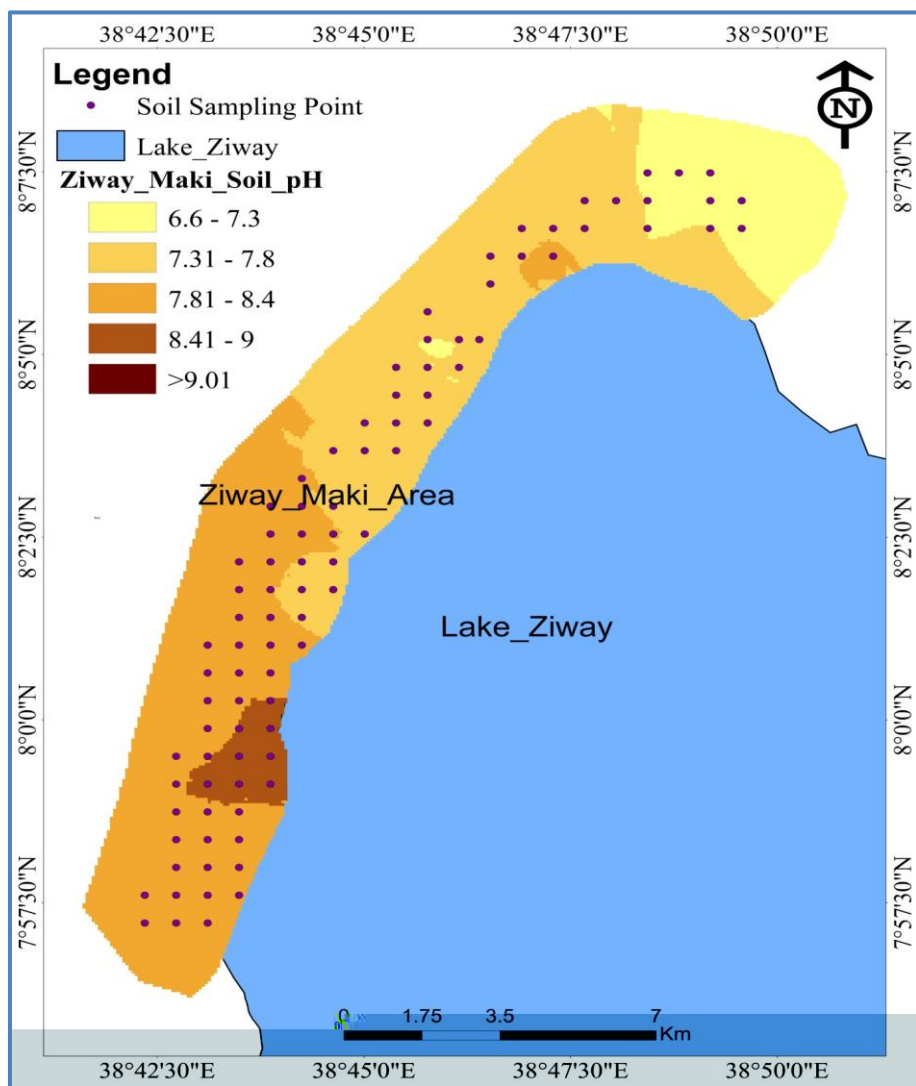 38°42'30"E 38°45'0"E 38°47'30"E 38°50'0"E
Legend
Soil Sampling Point
Lake_Ziway
Ziway_Maki_Soil_pH
6.6 - 7.3
7.31 - 7.8
7.81 - 8.4
8.41 - 9
>9.01
N
8°7'30"N 8°7'30"N
8°5'0"N 8°5'0"N
Ziway_Maki_Area
8°2'30"N 8°2'30"N
Lake_Ziway
8°0'0"N 8°0'0"N
7°57'30"N 7°57'30"N
0 1.75 3.5 7
Km
38°42'30"E 38°45'0"E 38°47'30"E 38°50'0"E